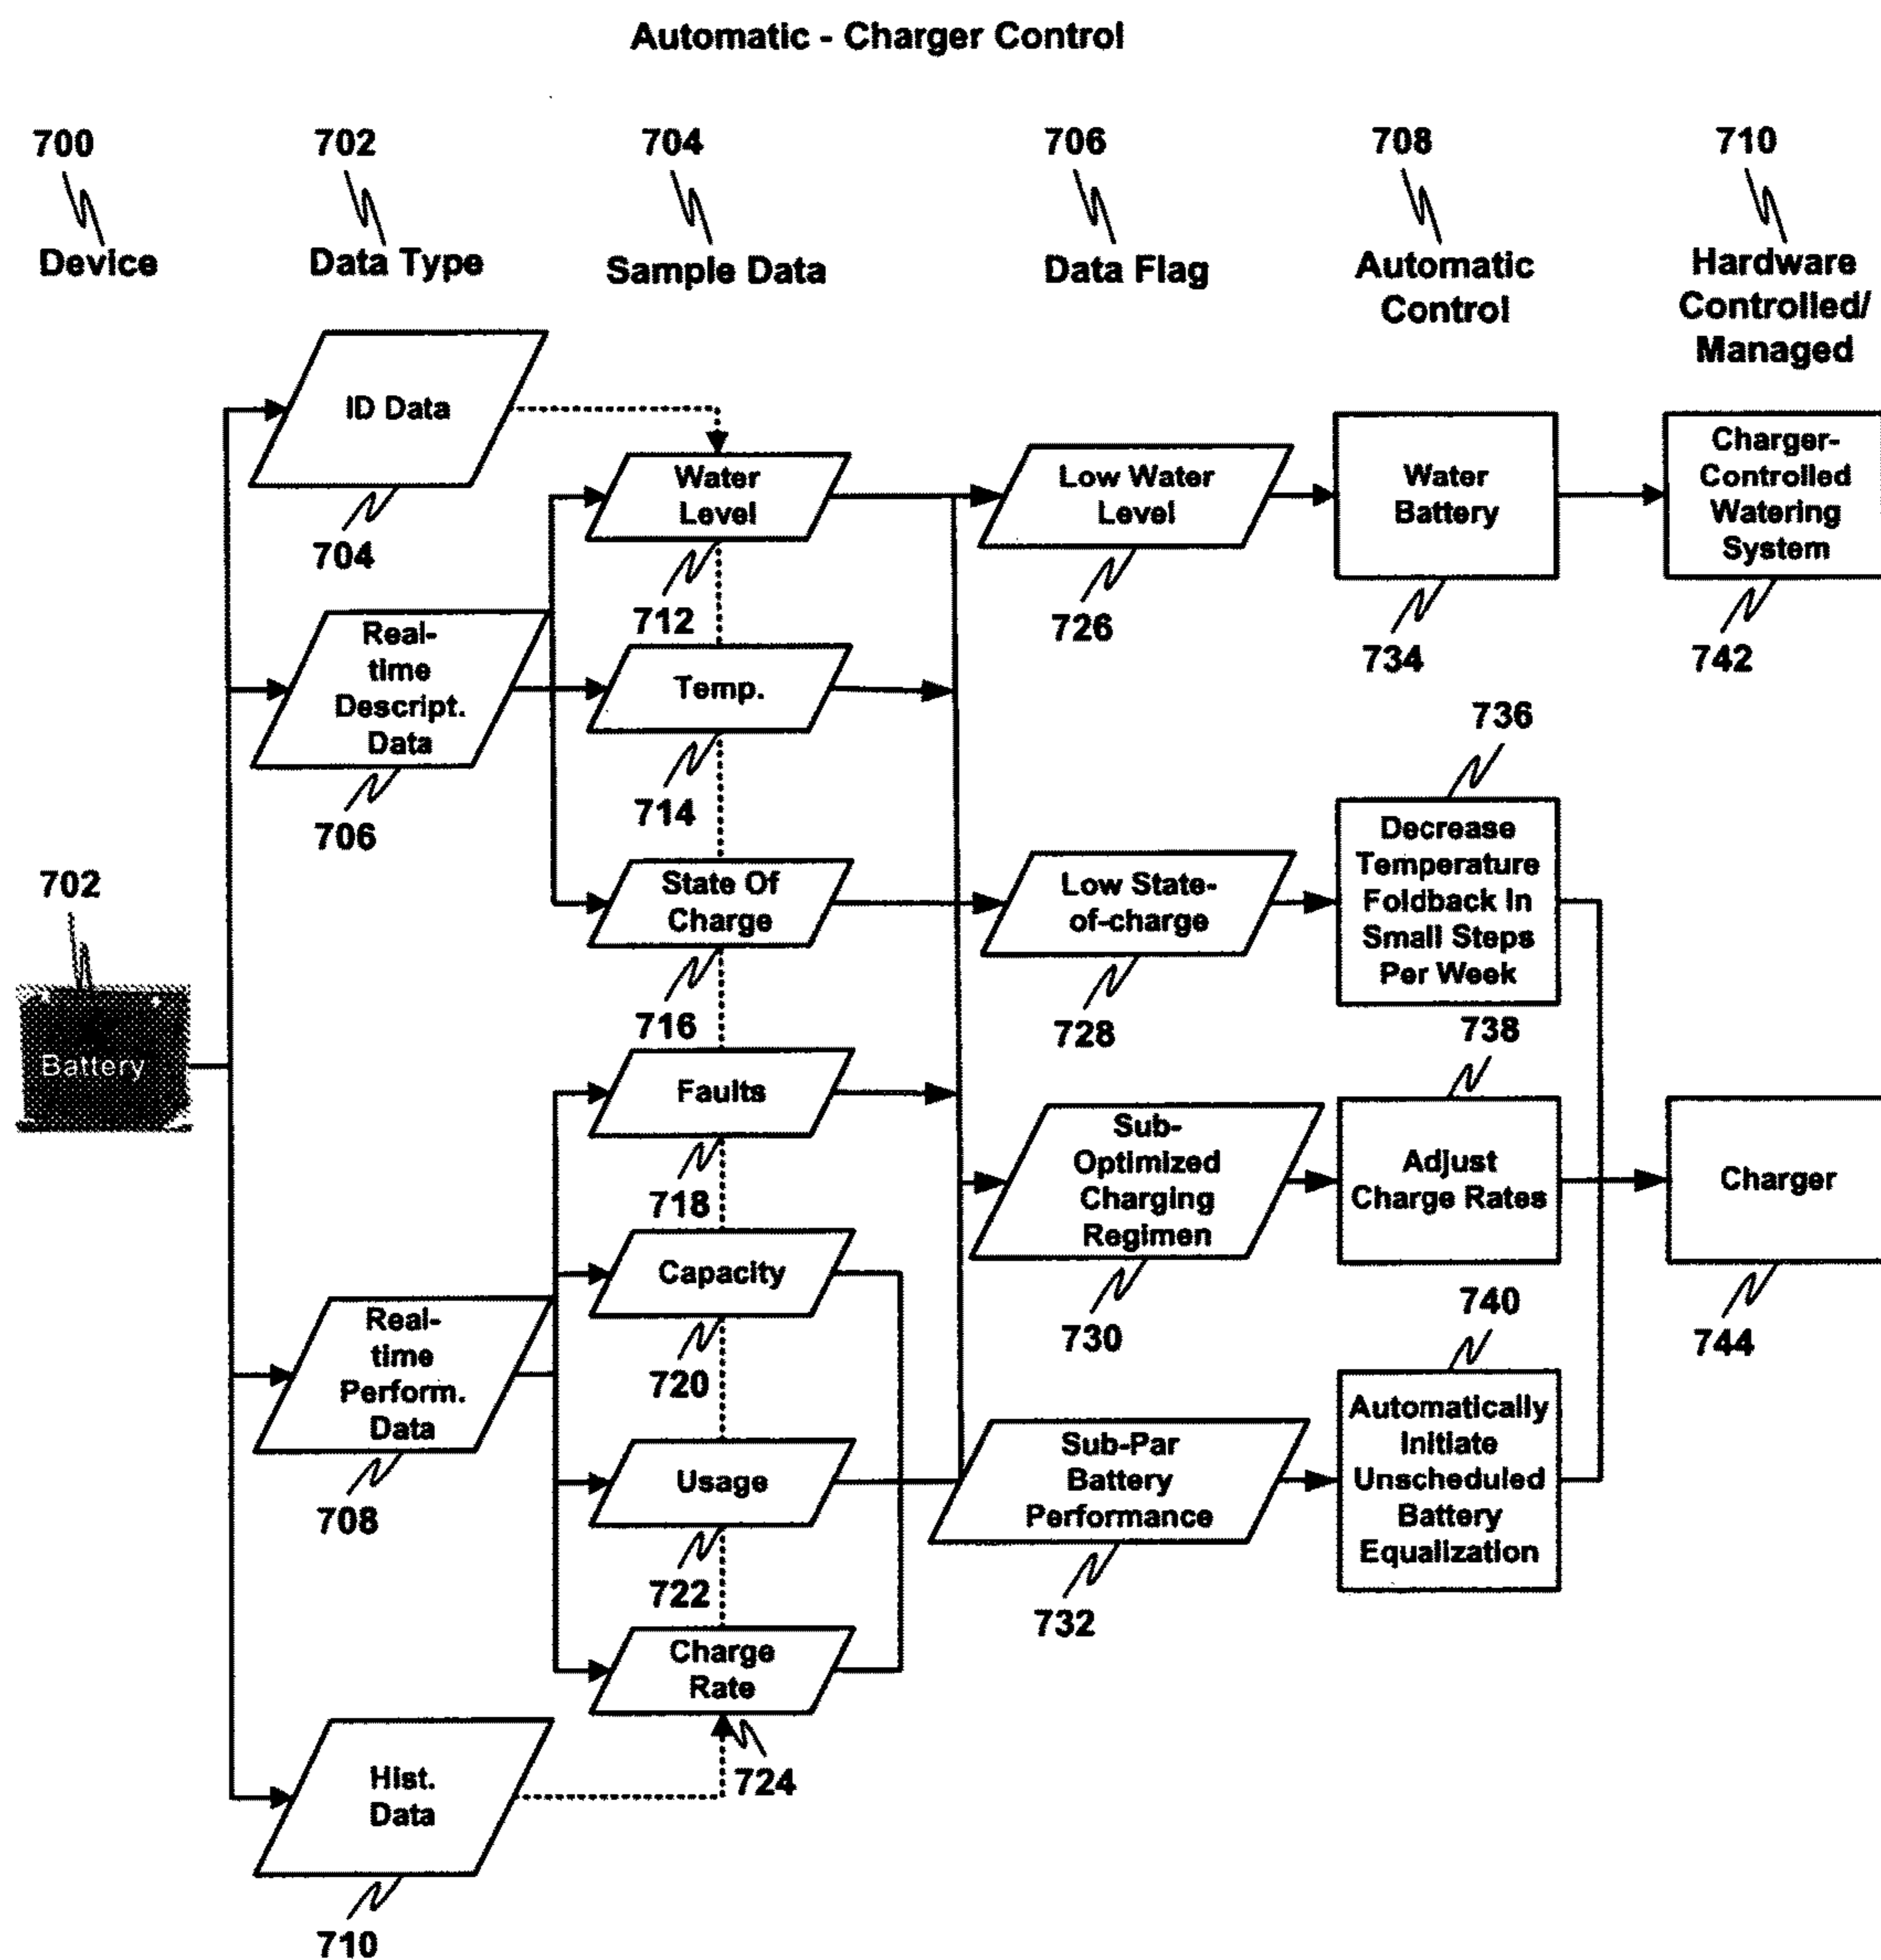 Automatic - Charger Control
700
702
704
706
708
710
Device
Data Type
Sample Data
Data Flag
Automatic
Control
Hardware
Controlled/
Managed
ID Data
704
Real-
time
Descript.
Data
706
702
Battery
Real-
time
Perform.
Data
708
Hist.
Data
710
Water
Level
712
Temp.
714
State Of
Charge
716
Faults
718
Capacity
720
Usage
722
Charge
Rate
724
Low Water
Level
726
Low State-
of-charge
728
Sub-
Optimized
Charging
Regimen
730
Sub-Par
Battery
Performance
732
Water
Battery
734
736
Decrease
Temperature
Foldback In
Small Steps
Per Week
738
Adjust
Charge Rates
740
Automatically
Initiate
Unscheduled
Battery
Equalization
Charger-
Controlled
Watering
System
742
Charger
744